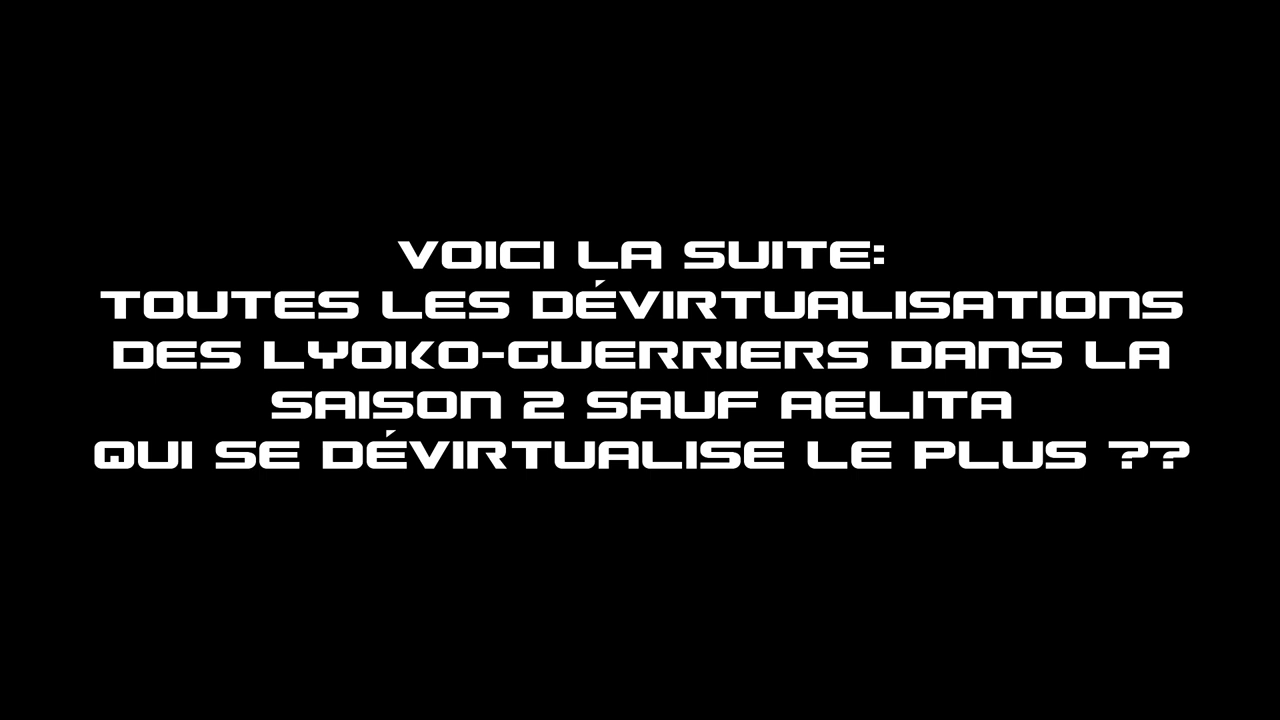 VOICI LA SUITE:
TOUTES LES DÉVIRTUALISATIONS
DES LYOKO-GUERRIERS DANS LA
SAISON 2 SAUF AELITA
QUI SE DÉVIRTUALISE LE PLUS ??